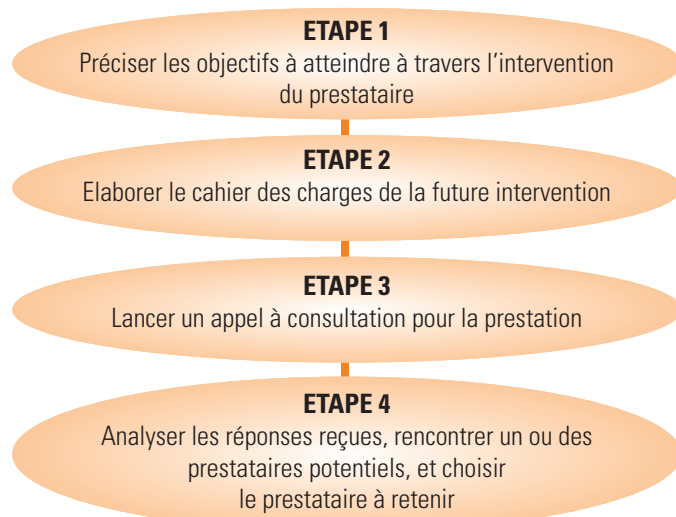 ETAPE 1
Préciser les objectifs à atteindre à travers l’intervention
du prestataire
ETAPE 2
Elaborer le cahier des charges de la future intervention
ETAPE 3
Lancer un appel à consultation pour la prestation
ETAPE 4
Analyser les réponses reçues, rencontrer un ou des
prestataires potentiels, et choisir
le prestataire à retenir